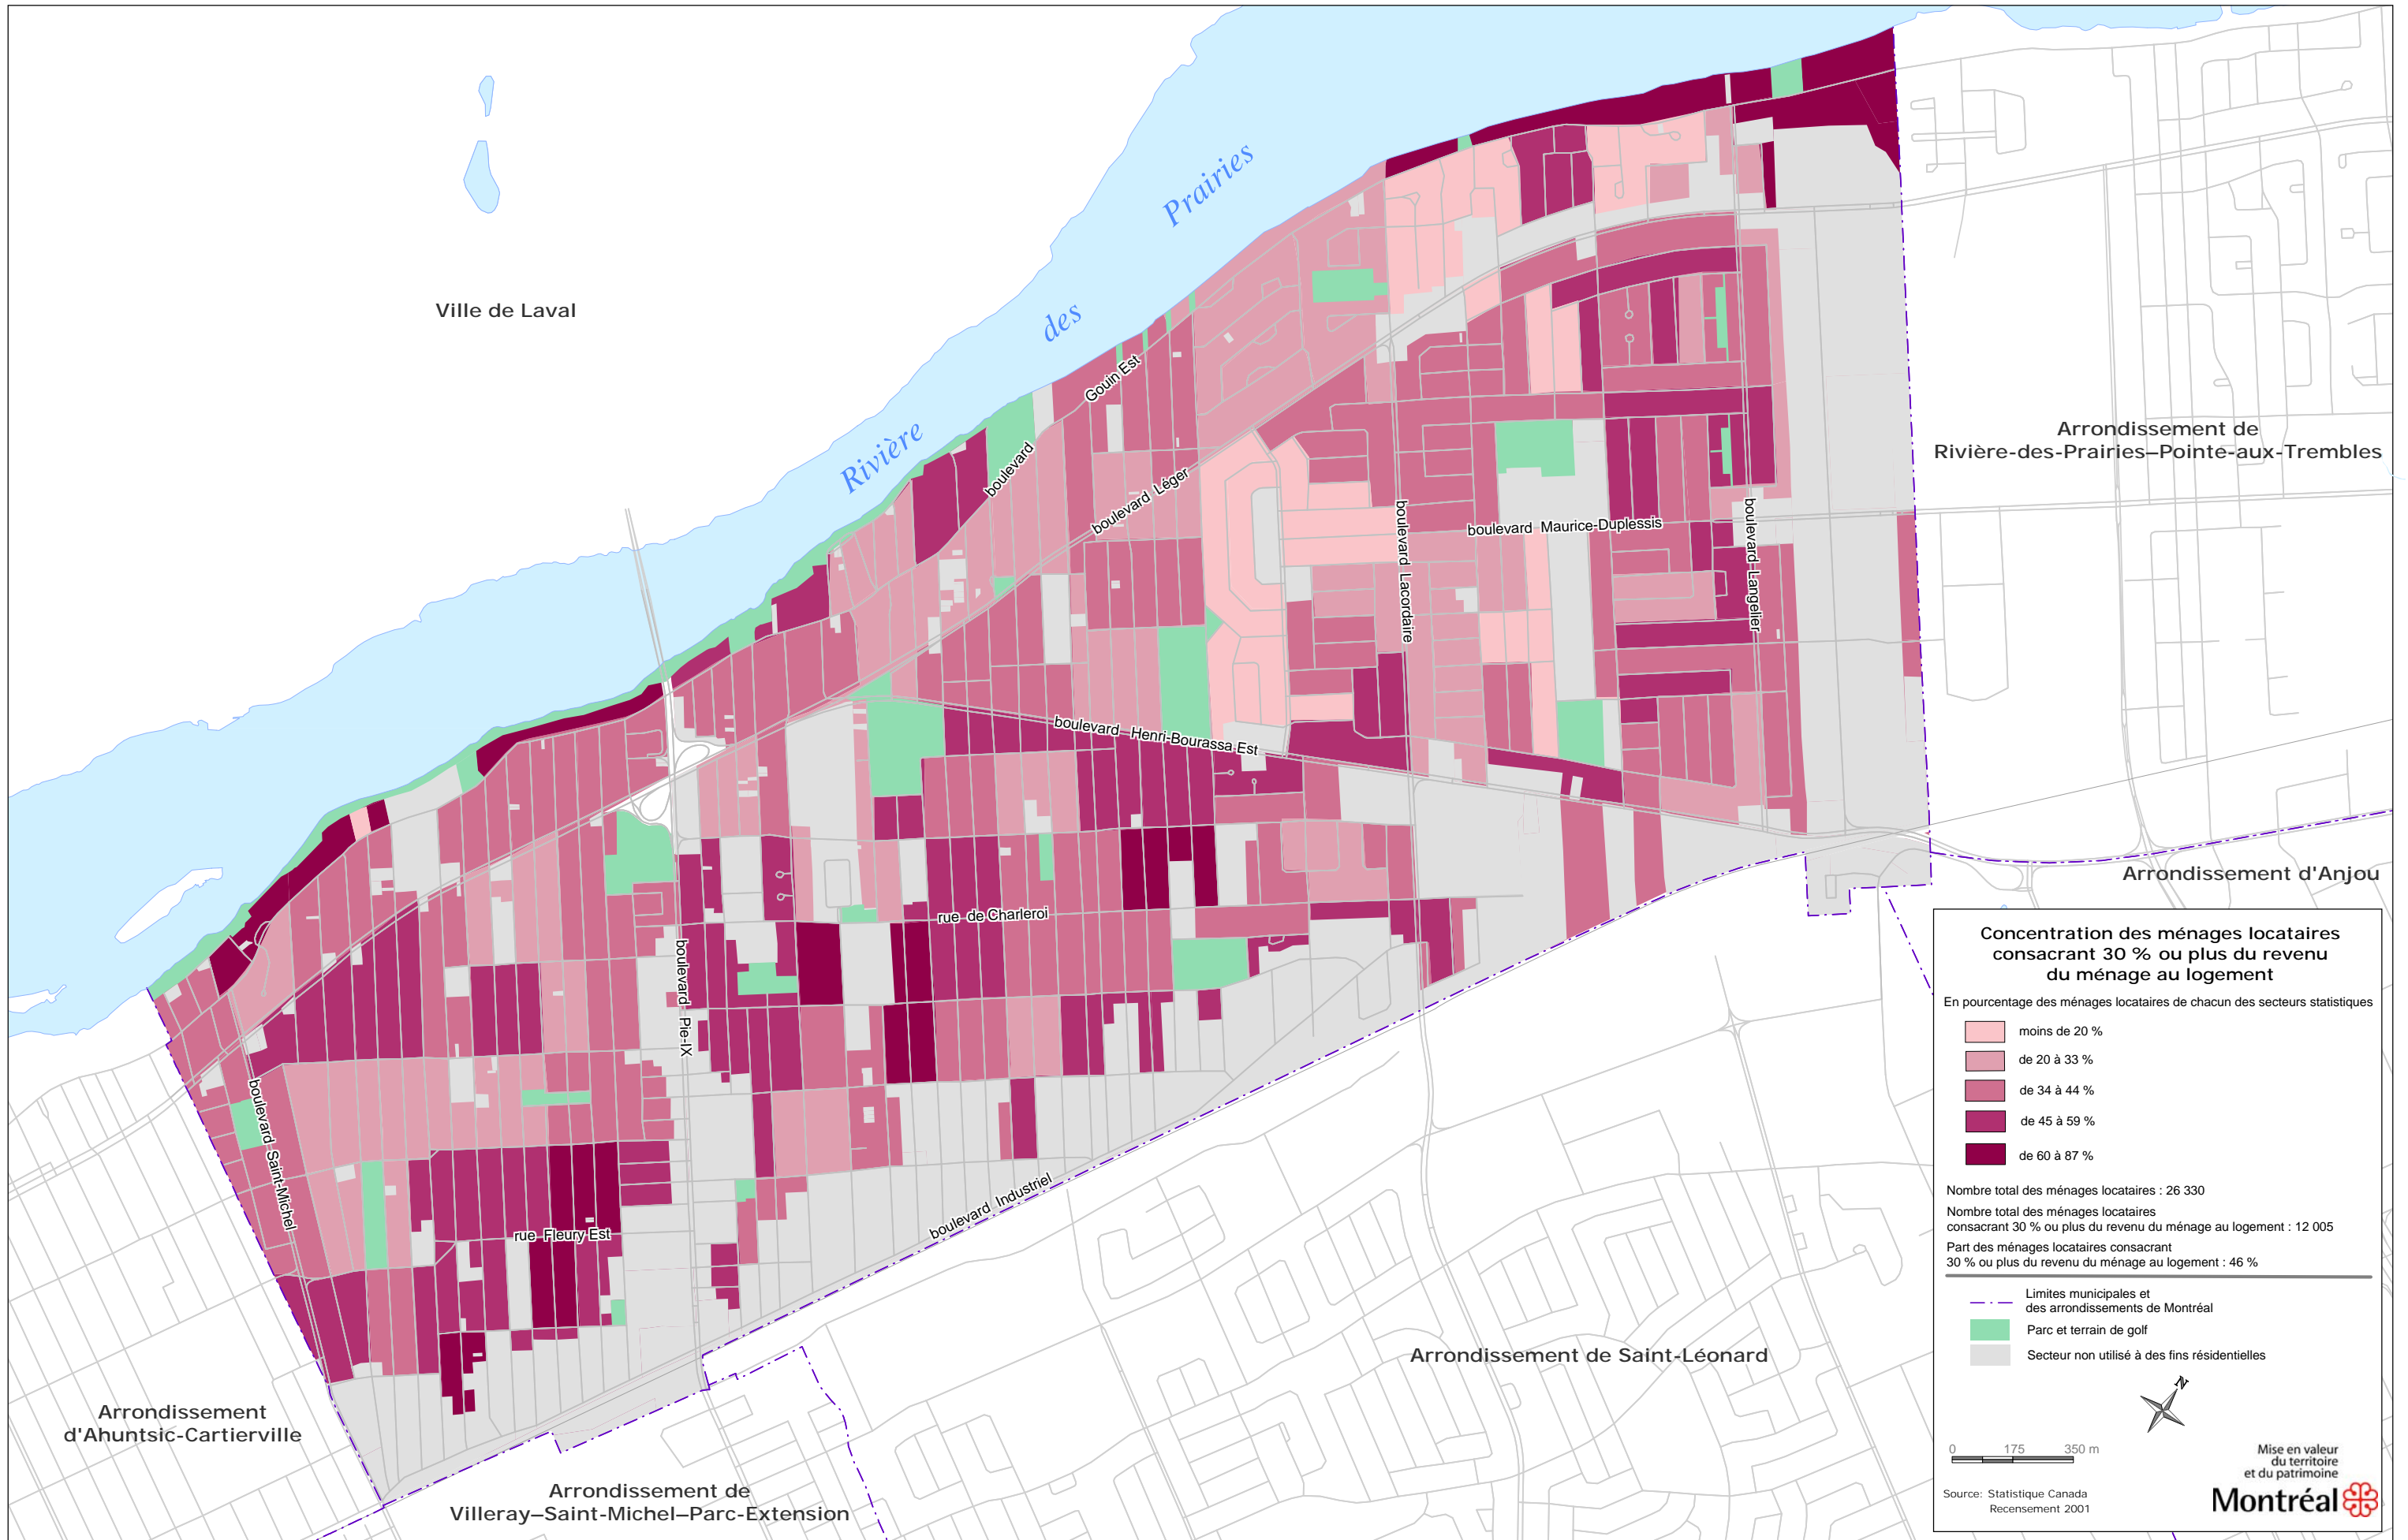 Ville de Laval
Rivière
des
Prairies
Gouin Est
boulevard
boulevard Léger
boulevard Henri-Bourassa Est
boulevard Lacordaire
boulevard Maurice-Duplessis
boulevard Langelier
rue de Charleroi
boulevard Pie-IX
boulevard Saint-Michel
rue Fleury Est
boulevard Industriel
Arrondissement de
Rivière-des-Prairies–Pointe-aux-Trembles
Arrondissement d'Anjou
Arrondissement de Saint-Léonard
Arrondissement
d'Ahuntsic-Cartierville
Arrondissement de
Villeray–Saint-Michel–Parc-Extension
Concentration des ménages locataires
consacrant 30 % ou plus du revenu
du ménage au logement
En pourcentage des ménages locataires de chacun des secteurs statistiques
moins de 20 %
de 20 à 33 %
de 34 à 44 %
de 45 à 59 %
de 60 à 87 %
Nombre total des ménages locataires : 26 330
Nombre total des ménages locataires
consacrant 30 % ou plus du revenu du ménage au logement : 12 005
Part des ménages locataires consacrant
30 % ou plus du revenu du ménage au logement : 46 %
Limites municipales et
des arrondissements de Montréal
Parc et terrain de golf
Secteur non utilisé à des fins résidentielles
N
0 175 350 m
Source: Statistique Canada
Recensement 2001
Mise en valeur
du territoire
et du patrimoine
Montréal